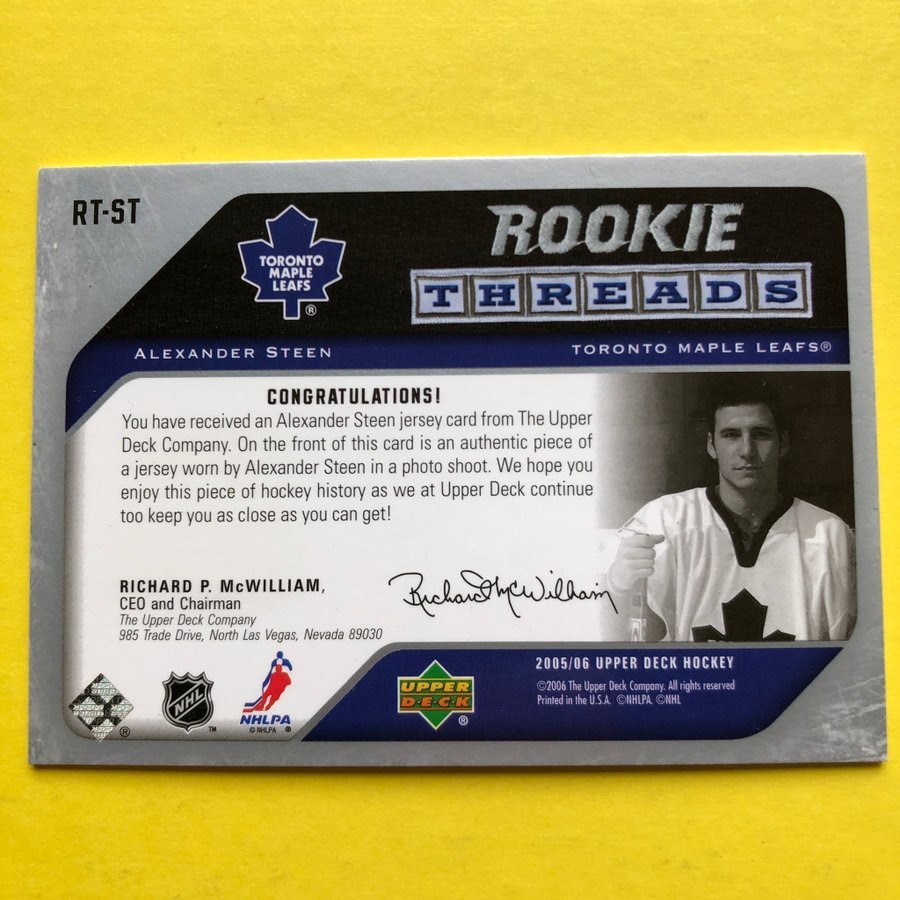 RT-ST
TORONTO
MAPLE
LEAFS
®
ROOKIE
THREADS
ALEXANDER STEEN
TORONTO MAPLE LEAFS®
CONGRATULATIONS!
You have received an Alexander Steen jersey card from The Upper
Deck Company. On the front of this card is an authentic piece of
a jersey worn by Alexander Steen in a photo shoot. We hope you
enjoy this piece of hockey history as we at Upper Deck continue
too keep you as close as you can get!
RICHARD P. McWILLIAM,
CEO and Chairman
The Upper Deck Company
985 Trade Drive, North Las Vegas, Nevada 89030
Richard McWilliam
®
NHL
™
NHLPA
© NHLPA ®
UPPER
DECK
®
2005/06 UPPER DECK HOCKEY
©2006 The Upper Deck Company. All rights reserved
Printed in the U.S.A. ©NHLPA. ©NHL